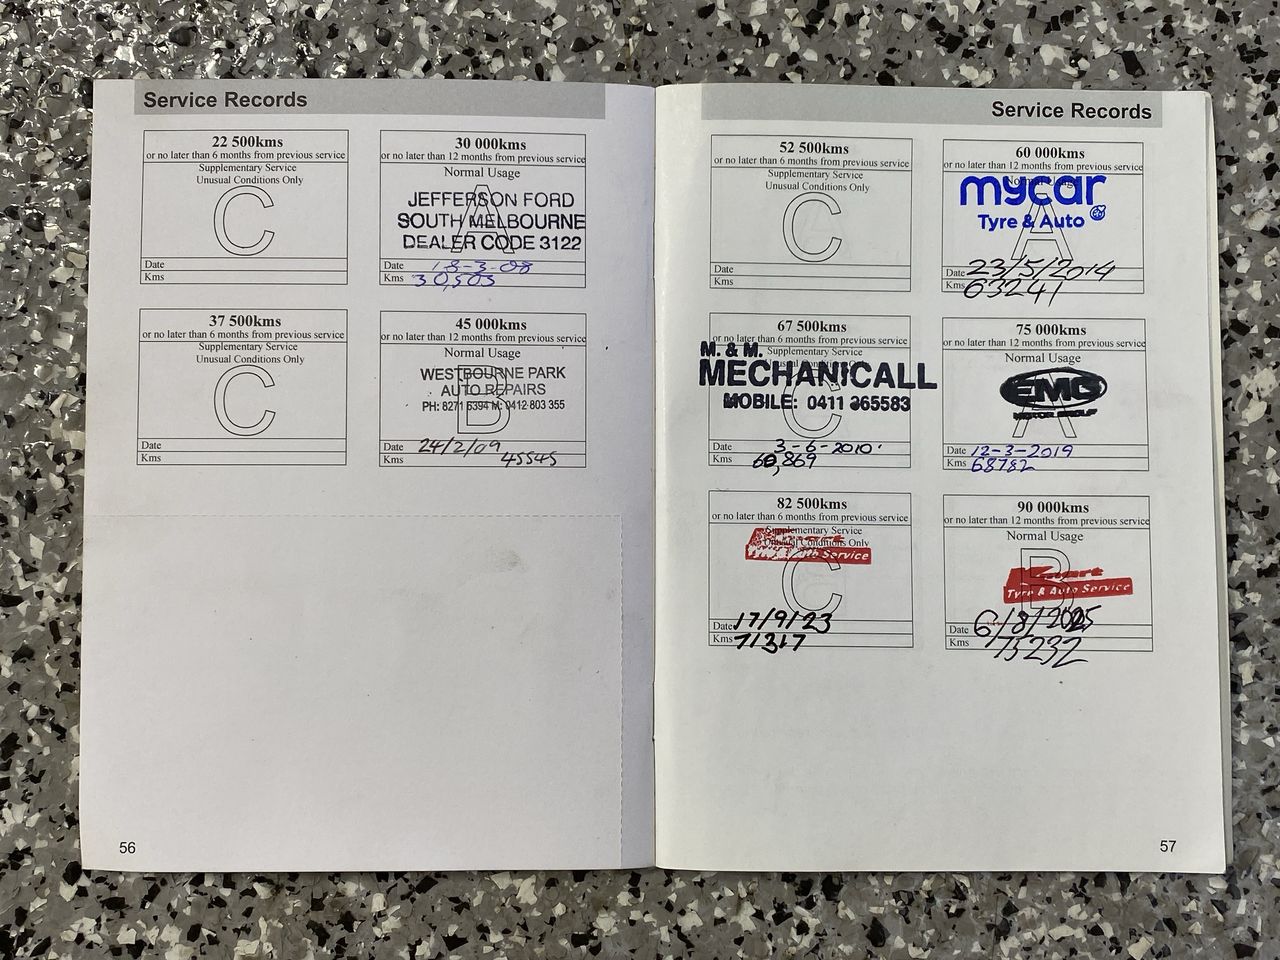 Service Records
22 500kms
or no later than 6 months from previous service
Supplementary Service
Unusual Conditions Only
C
Date
Kms
30 000kms
or no later than 12 months from previous service
Normal Usage
A
JEFFERSON FORD
SOUTH MELBOURNE
DEALER CODE 3122
Date 18-3-08
Kms 30,503
37 500kms
or no later than 6 months from previous service
Supplementary Service
Unusual Conditions Only
C
Date
Kms
45 000kms
or no later than 12 months from previous service
Normal Usage
B
WESTBOURNE PARK
AUTO REPAIRS
PH: 8271 5394 M: 0412 803 355
Date 24/2/09
Kms 45545
56
Service Records
52 500kms
or no later than 6 months from previous service
Supplementary Service
Unusual Conditions Only
C
Date
Kms
60 000kms
or no later than 12 months from previous service
Normal Usage
A
mycar
Tyre & Auto
Date 23/5/2014
Kms 63241
67 500kms
or no later than 6 months from previous service
Supplementary Service
C
M. & M.
MECHANICALL
MOBILE: 0411 365583
Date 3-6-2010
Kms 60,869
75 000kms
or no later than 12 months from previous service
Normal Usage
A
EMG
MOTOR GROUP
Date 12-3-2019
Kms 68782
82 500kms
or no later than 6 months from previous service
Supplementary Service
Unusual Conditions Only
C
Service
Date 17/9/23
Kms 71317
90 000kms
or no later than 12 months from previous service
Normal Usage
B
Kmart
Tyre & Auto Service
Date 6/8/2025
Kms 75232
57